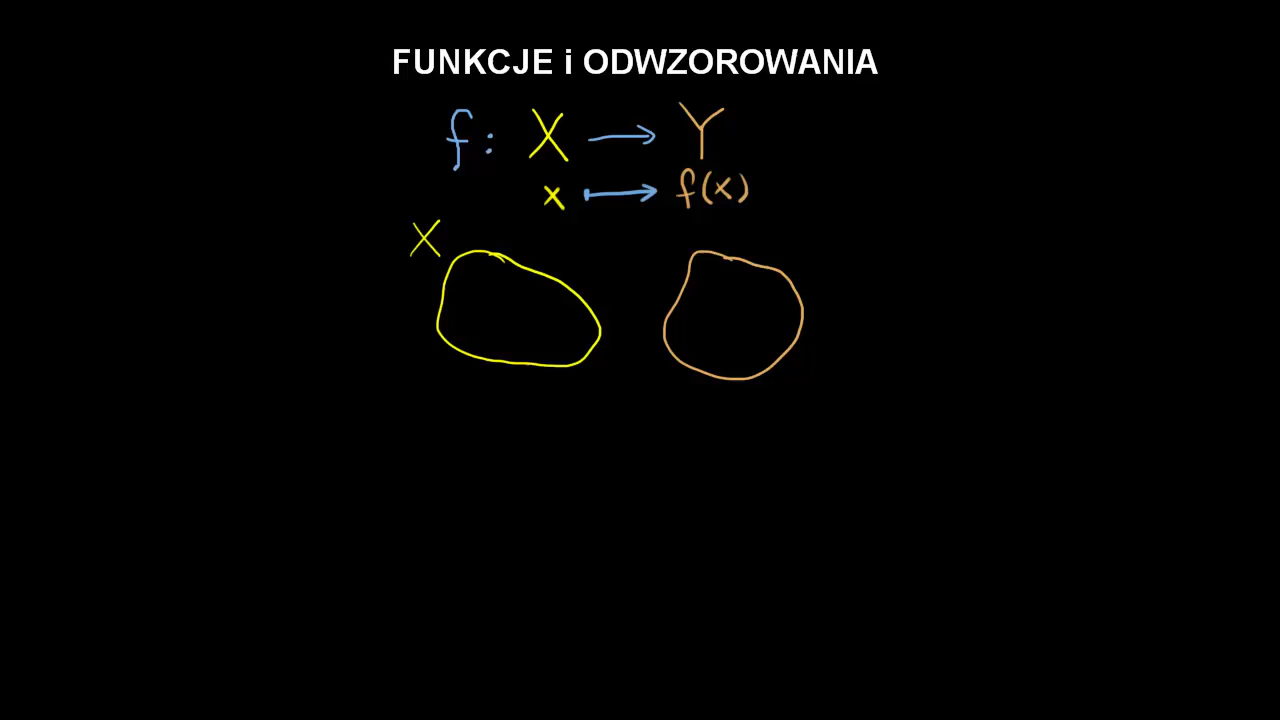 FUNKCJE i ODWZOROWANIA
f: X → Y
x ↦ f(x)
X